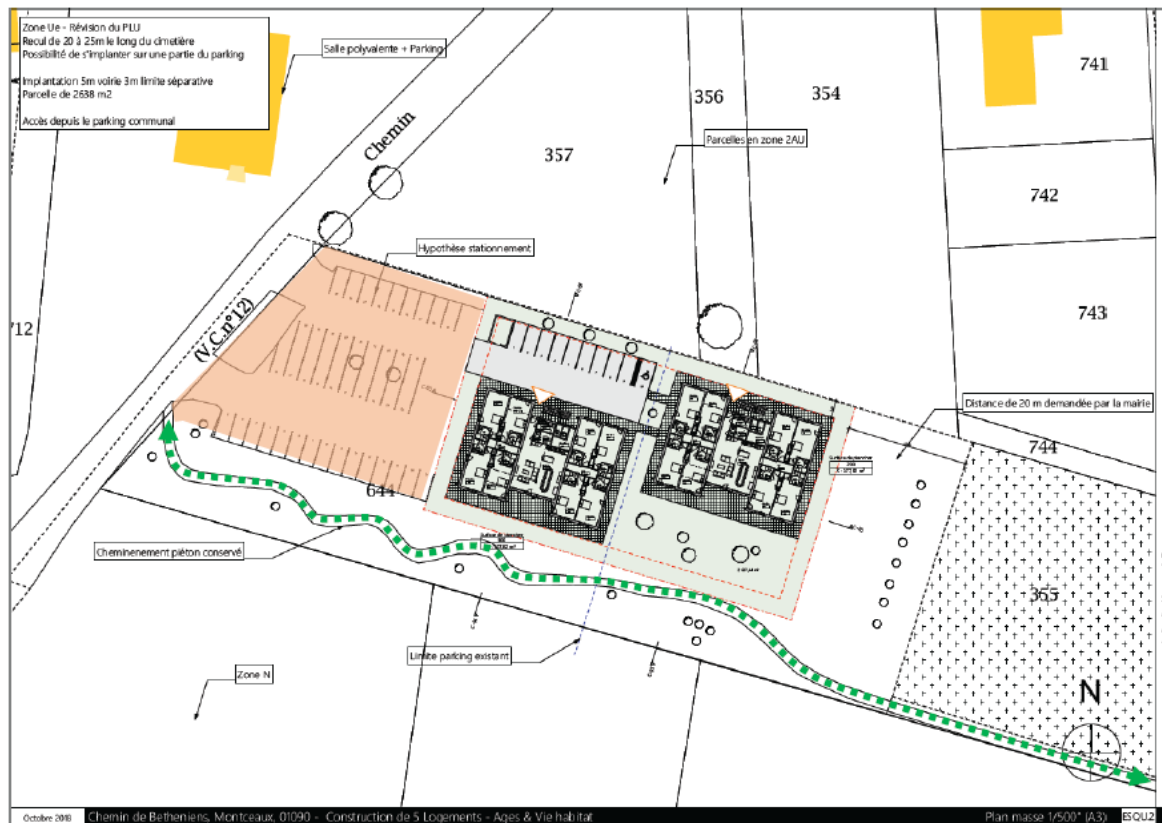 Zone Ue - Révision du PLU
Recul de 20 à 25m le long du cimetière
Possibilité de s'implanter sur une partie du parking
Implantation 5m voirie 3m limite séparative
Parcelle de 2638 m2
Accès depuis le parking communal
Salle polyvalente + Parking
Chemin
356
354
741
357
Parcelles en zone 2AU
742
Hypothèse stationnement
(V.C.n°12)
743
Distance de 20 m demandée par la mairie
744
644
Cheminenement piéton conservé
355
Limite parking existant
Zone N
N
Octobre 2018
Chemin de Betheniens, Montceaux, 01090 - Construction de 5 Logements - Ages & Vie habitat
Plan masse 1/500° (A3)
ESQU.2